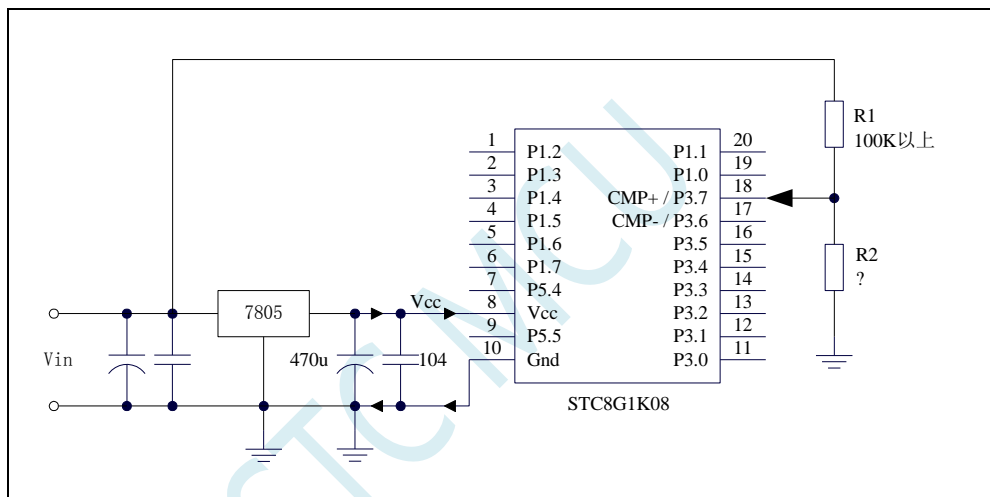 R1
100K以上
1 P1.2 P1.1 20
2 P1.3 P1.0 19
3 P1.4 CMP+ / P3.7 18
4 P1.5 CMP- / P3.6 17
5 P1.6 P3.5 16
6 P1.7 P3.4 15
7 P5.4 P3.3 14
8 Vcc P3.2 13
9 P5.5 P3.1 12
10 Gnd P3.0 11
R2
?
Vcc
7805
Vin
470u
104
STC8G1K08
STCMCU